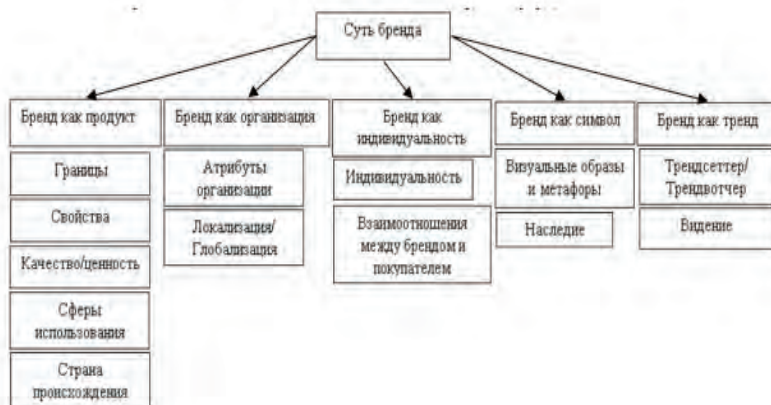 Суть бренда
Бренд как продукт
Границы
Свойства
Качество/ценность
Сферы
использования
Страна
происхождения
Бренд как организация
Атрибуты
организации
Локализация/
Глобализация
Бренд как
индивидуальность
Индивидуальность
Взаимоотношения
между брендом и
покупателем
Бренд как символ
Визуальные образы
и метафоры
Наследие
Бренд как тренд
Трендсеттер/
Трендвотчер
Видение